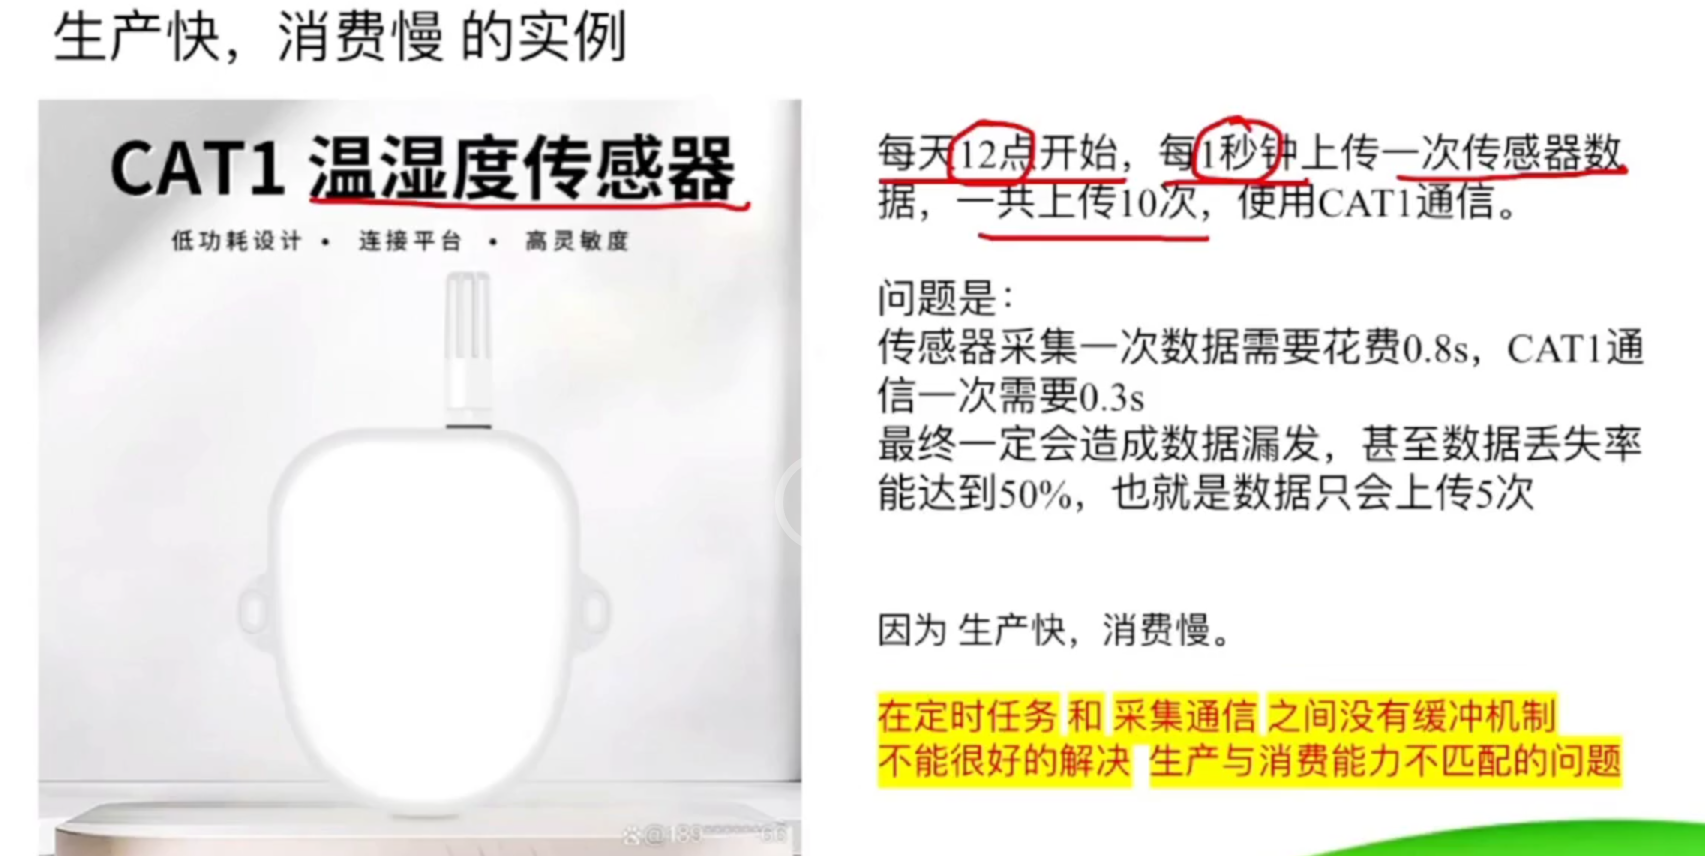 生产快，消费慢 的实例
CAT1 温湿度传感器
低功耗设计 • 连接平台 • 高灵敏度
每天12点开始，每1秒钟上传一次传感器数
据，一共上传10次，使用CAT1通信。
问题是：
传感器采集一次数据需要花费0.8s，CAT1通
信一次需要0.3s
最终一定会造成数据漏发，甚至数据丢失率
能达到50%，也就是数据只会上传5次
因为 生产快，消费慢。
在定时任务 和 采集通信 之间没有缓冲机制
不能很好的解决 生产与消费能力不匹配的问题